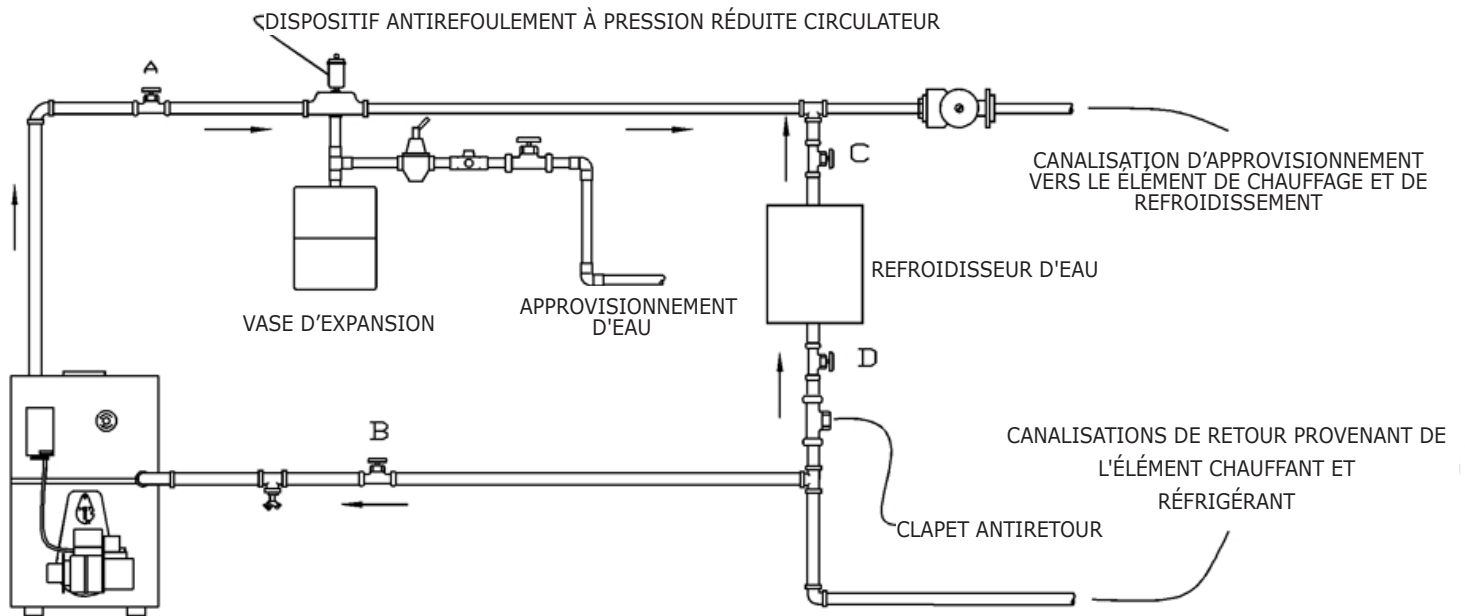 DISPOSITIF ANTIREFOULEMENT À PRESSION RÉDUITE CIRCULATEUR
A
C
CANALISATION D’APPROVISIONNEMENT
VERS LE ÉLÉMENT DE CHAUFFAGE ET DE
REFROIDISSEMENT
REFROIDISSEUR D'EAU
VASE D’EXPANSION
APPROVISIONNEMENT
D'EAU
D
B
CANALISATIONS DE RETOUR PROVENANT DE
L'ÉLÉMENT CHAUFFANT ET
RÉFRIGÉRANT
CLAPET ANTIRETOUR